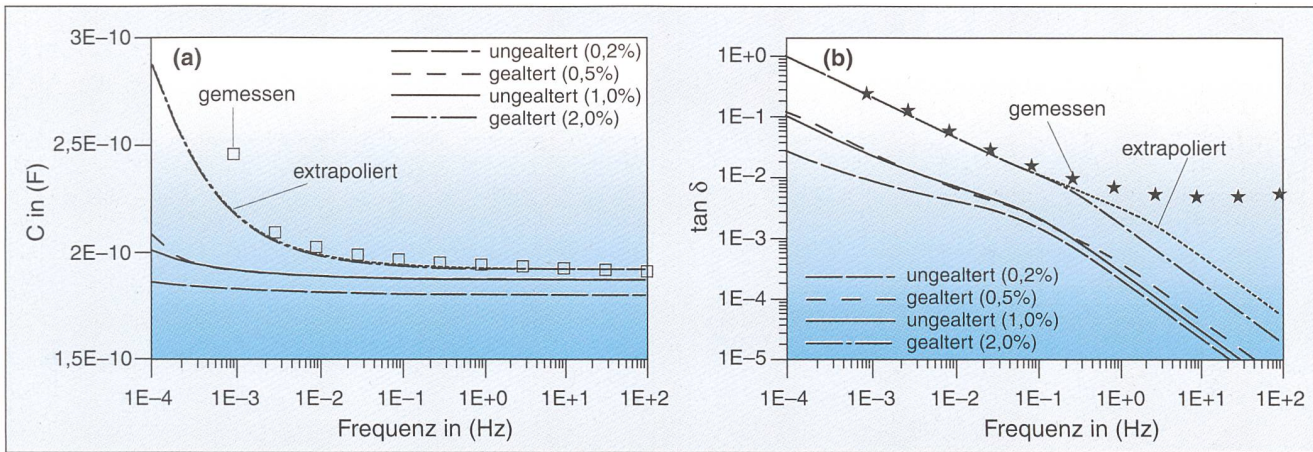 (a)
C in (F)
3E–10
2,5E–10
2E–10
1,5E–10
ungealtert (0,2%)
gealtert (0,5%)
ungealtert (1,0%)
gealtert (2,0%)
gemessen
extrapoliert
1E–4 1E–3 1E–2 1E–1 1E+0 1E+1 1E+2
Frequenz in (Hz)
(b)
tan δ
1E+0
1E–1
1E–2
1E–3
1E–4
1E–5
gemessen
extrapoliert
ungealtert (0,2%)
gealtert (0,5%)
ungealtert (1,0%)
gealtert (2,0%)
1E–4 1E–3 1E–2 1E–1 1E+0 1E+1 1E+2
Frequenz in (Hz)